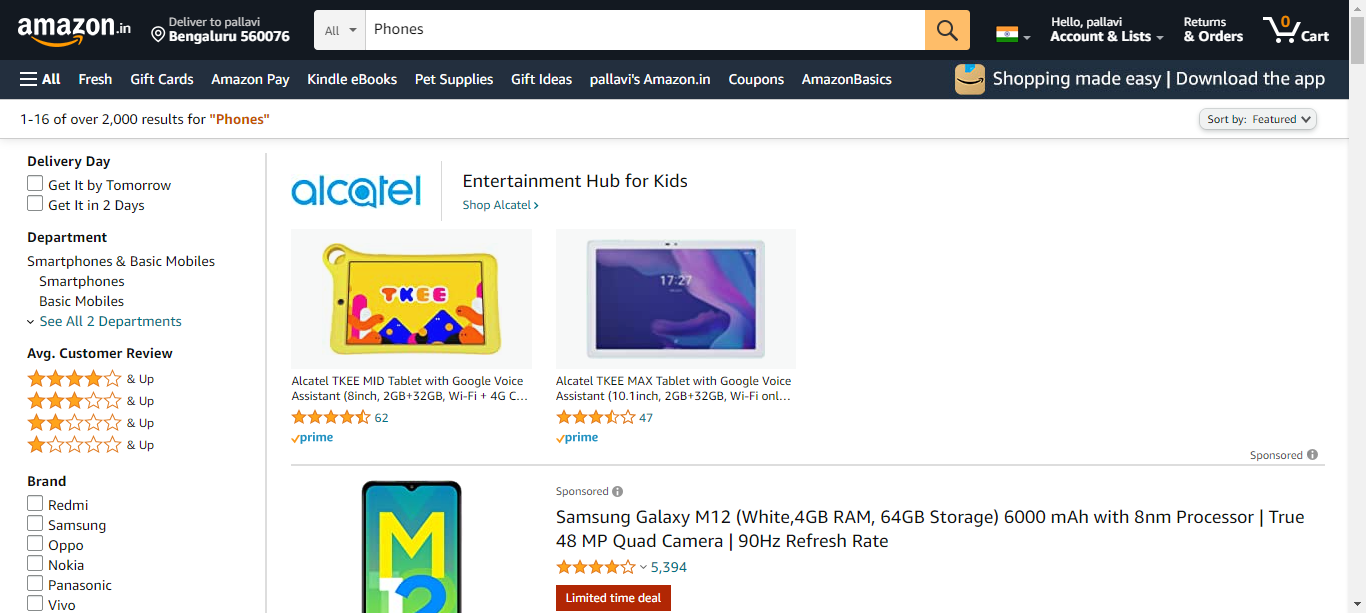 amazon.in
Deliver to pallavi
Bengaluru 560076
All
Phones
Hello, pallavi
Account & Lists
Returns
& Orders
0
Cart
All Fresh Gift Cards Amazon Pay Kindle eBooks Pet Supplies Gift Ideas pallavi's Amazon.in Coupons AmazonBasics
Shopping made easy | Download the app
1-16 of over 2,000 results for "Phones"
Sort by: Featured
Delivery Day
Get It by Tomorrow
Get It in 2 Days
Department
Smartphones & Basic Mobiles
Smartphones
Basic Mobiles
See All 2 Departments
Avg. Customer Review
& Up
& Up
& Up
& Up
Brand
Redmi
Samsung
Oppo
Nokia
Panasonic
Vivo
alcatel
Entertainment Hub for Kids
Shop Alcatel
TKEE
Alcatel TKEE MID Tablet with Google Voice
Assistant (8inch, 2GB+32GB, Wi-Fi + 4G C...
62
prime
17:27
Alcatel TKEE MAX Tablet with Google Voice
Assistant (10.1inch, 2GB+32GB, Wi-Fi onl...
47
prime
Sponsored
M
12
Sponsored
Samsung Galaxy M12 (White,4GB RAM, 64GB Storage) 6000 mAh with 8nm Processor | True
48 MP Quad Camera | 90Hz Refresh Rate
5,394
Limited time deal